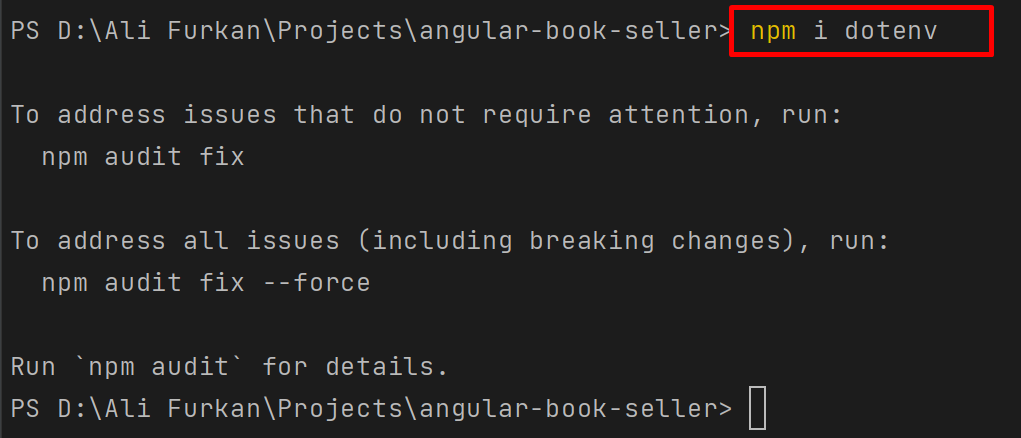 PS D:\Ali Furkan\Projects\angular-book-seller> npm i dotenv
To address issues that do not require attention, run:
  npm audit fix
To address all issues (including breaking changes), run:
  npm audit fix --force
Run `npm audit` for details.
PS D:\Ali Furkan\Projects\angular-book-seller>